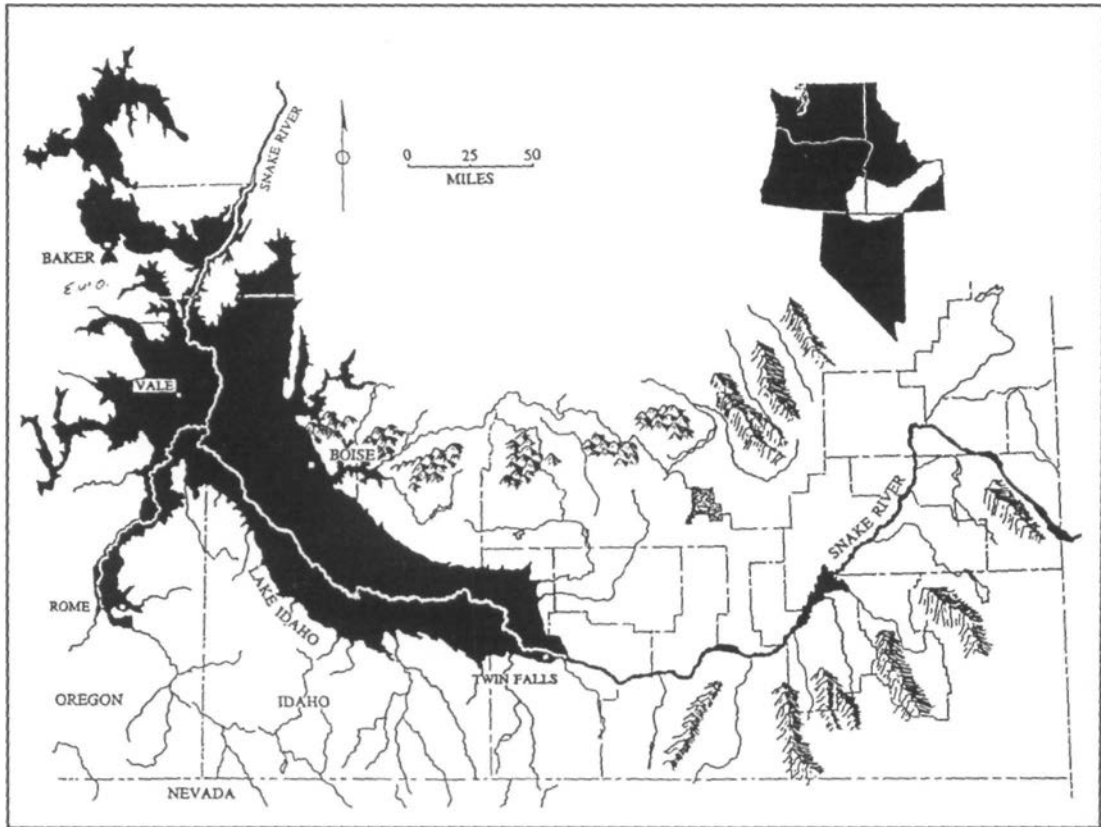 SNAKE RIVER
0 25 50
MILES
BAKER
VALE
BOISE
SNAKE RIVER
LAKE IDAHO
ROME
TWIN FALLS
OREGON
IDAHO
NEVADA